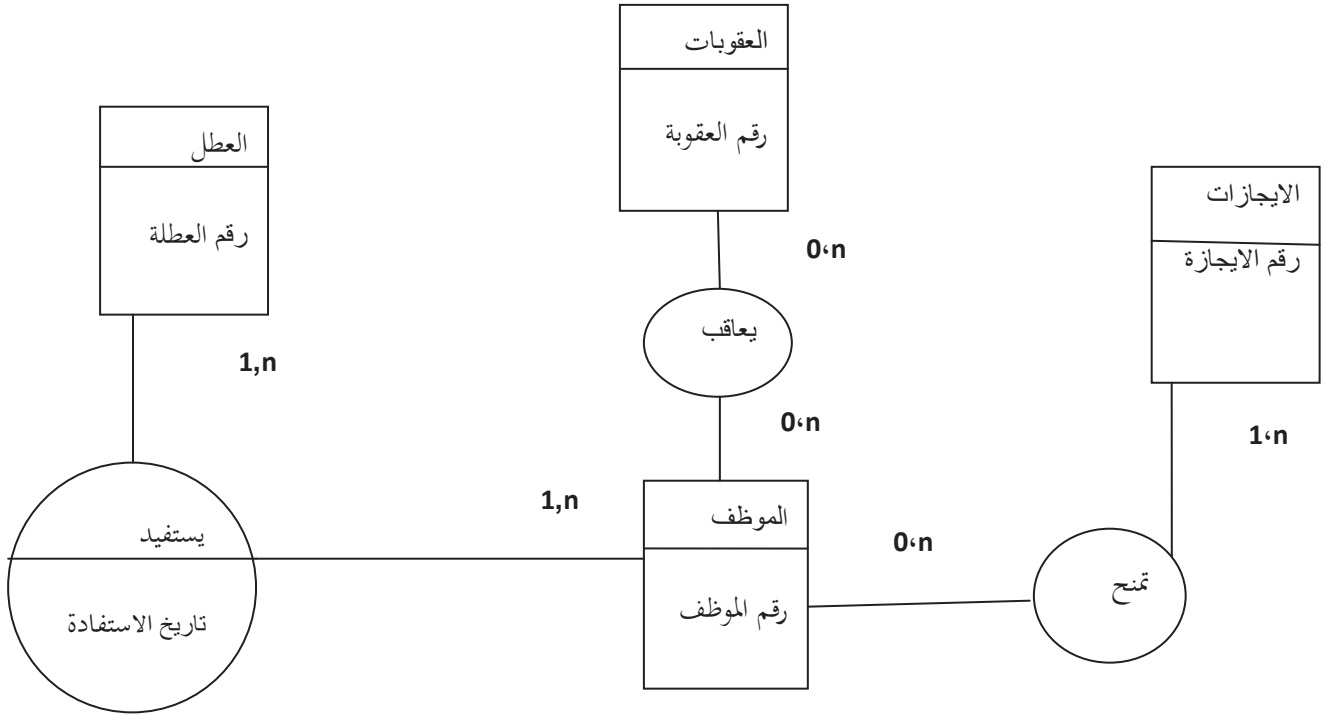 العقوبات
رقم العقوبة
العطل
رقم العطلة
الايجازات
رقم الايجازة
0،n
يعاقب
1,n
0،n
1،n
1,n
الموظف
رقم الموظف
0،n
تمنح
يستفيد
تاريخ الاستفادة